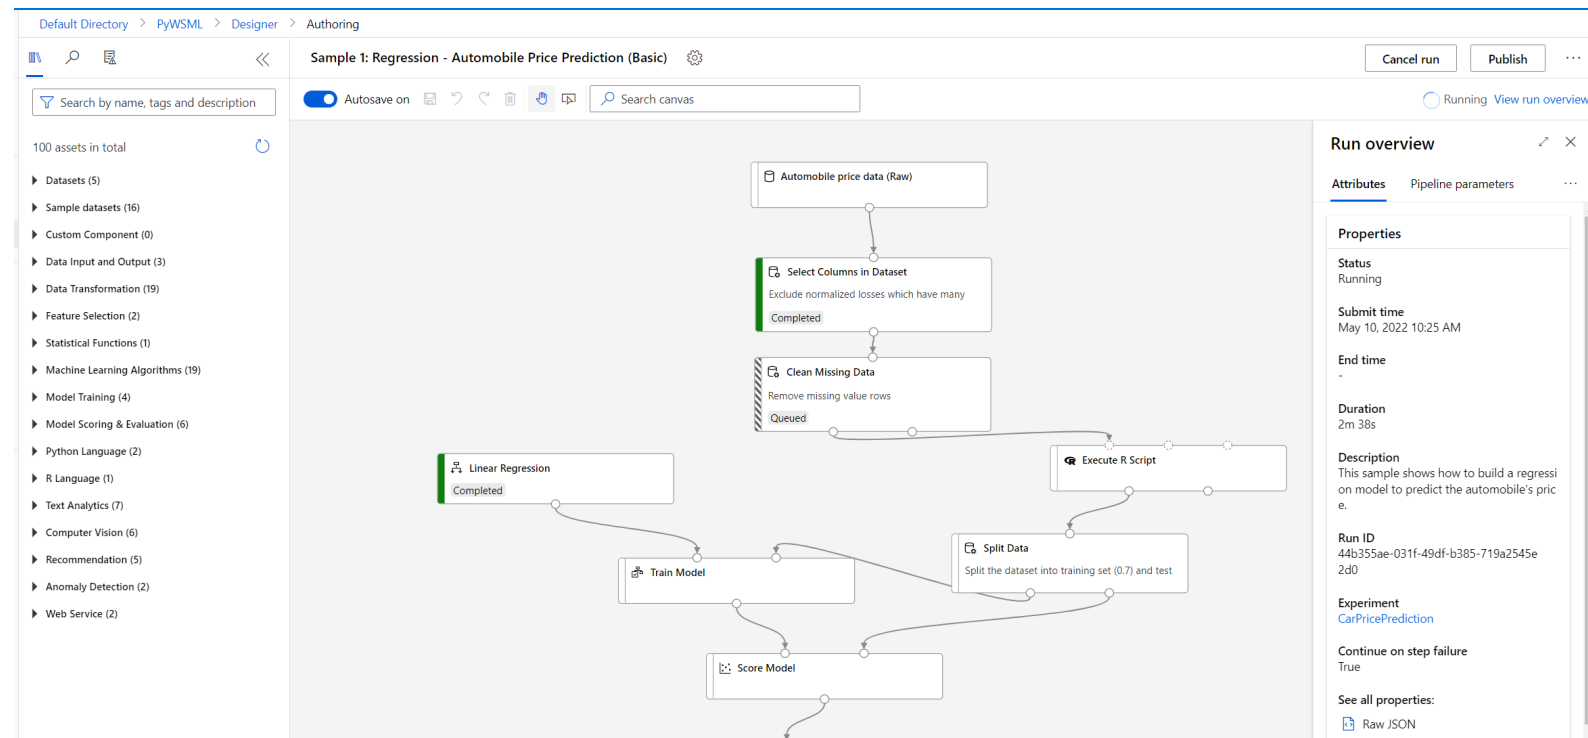 Default Directory > PyWSML > Designer > Authoring
Sample 1: Regression - Automobile Price Prediction (Basic)
Cancel run
Publish
Search by name, tags and description
Autosave on
Search canvas
Running View run overview
100 assets in total
Datasets (5)
Sample datasets (16)
Custom Component (0)
Data Input and Output (3)
Data Transformation (19)
Feature Selection (2)
Statistical Functions (1)
Machine Learning Algorithms (19)
Model Training (4)
Model Scoring & Evaluation (6)
Python Language (2)
R Language (1)
Text Analytics (7)
Computer Vision (6)
Recommendation (5)
Anomaly Detection (2)
Web Service (2)
Automobile price data (Raw)
Select Columns in Dataset
Exclude normalized losses which have many
Completed
Clean Missing Data
Remove missing value rows
Queued
Linear Regression
Completed
Execute R Script
Split Data
Split the dataset into training set (0.7) and test
Train Model
Score Model
Run overview
Attributes
Pipeline parameters
Properties
Status
Running
Submit time
May 10, 2022 10:25 AM
End time
-
Duration
2m 38s
Description
This sample shows how to build a regressi
on model to predict the automobile's pric
e.
Run ID
44b355ae-031f-49df-b385-719a2545e
2d0
Experiment
CarPricePrediction
Continue on step failure
True
See all properties:
Raw JSON